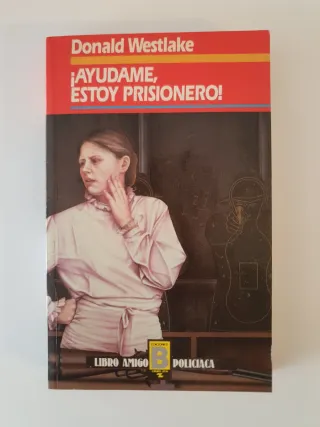 Donald Westlake
¡AYUDAME,
ESTOY PRISIONERO!
LIBRO AMIGO B POLICIACA